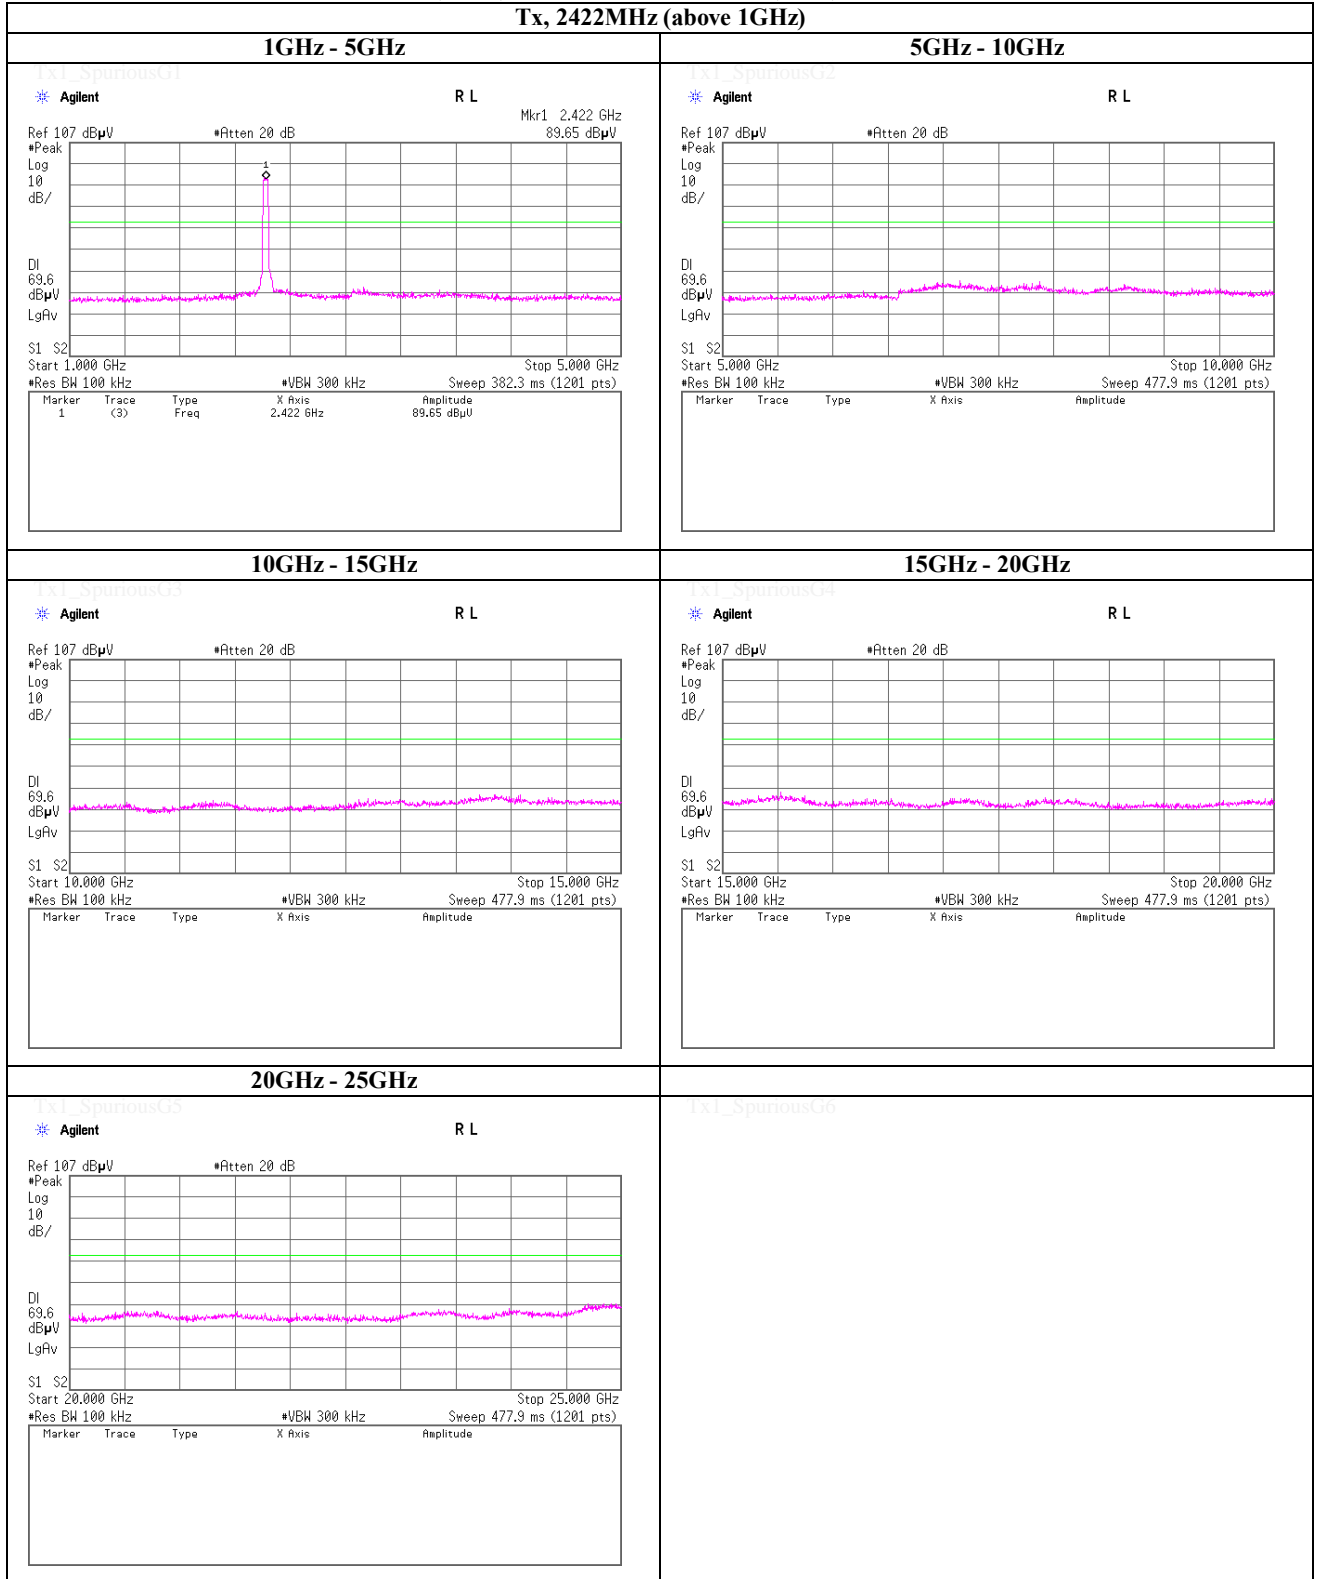 Tx, 2422MHz (above 1GHz)
1GHz - 5GHz
Tx1_SpuriousG1
Agilent R L
Mkr1 2.422 GHz
Ref 107 dBµV #Atten 20 dB 89.65 dBµV
#Peak
Log
10
dB/
1
DI
69.6
dBµV
LgAv
S1 S2
Start 1.000 GHz Stop 5.000 GHz
#Res BW 100 kHz #VBW 300 kHz Sweep 382.3 ms (1201 pts)
Marker Trace Type X Axis Amplitude
1 (3) Freq 2.422 GHz 89.65 dBµV
5GHz - 10GHz
Tx1_SpuriousG2
Agilent R L
Ref 107 dBµV #Atten 20 dB
#Peak
Log
10
dB/
DI
69.6
dBµV
LgAv
S1 S2
Start 5.000 GHz Stop 10.000 GHz
#Res BW 100 kHz #VBW 300 kHz Sweep 477.9 ms (1201 pts)
Marker Trace Type X Axis Amplitude
10GHz - 15GHz
Tx1_SpuriousG3
Agilent R L
Ref 107 dBµV #Atten 20 dB
#Peak
Log
10
dB/
DI
69.6
dBµV
LgAv
S1 S2
Start 10.000 GHz Stop 15.000 GHz
#Res BW 100 kHz #VBW 300 kHz Sweep 477.9 ms (1201 pts)
Marker Trace Type X Axis Amplitude
15GHz - 20GHz
Tx1_SpuriousG4
Agilent R L
Ref 107 dBµV #Atten 20 dB
#Peak
Log
10
dB/
DI
69.6
dBµV
LgAv
S1 S2
Start 15.000 GHz Stop 20.000 GHz
#Res BW 100 kHz #VBW 300 kHz Sweep 477.9 ms (1201 pts)
Marker Trace Type X Axis Amplitude
20GHz - 25GHz
Tx1_SpuriousG5
Agilent R L
Ref 107 dBµV #Atten 20 dB
#Peak
Log
10
dB/
DI
69.6
dBµV
LgAv
S1 S2
Start 20.000 GHz Stop 25.000 GHz
#Res BW 100 kHz #VBW 300 kHz Sweep 477.9 ms (1201 pts)
Marker Trace Type X Axis Amplitude
Tx1_SpuriousG6